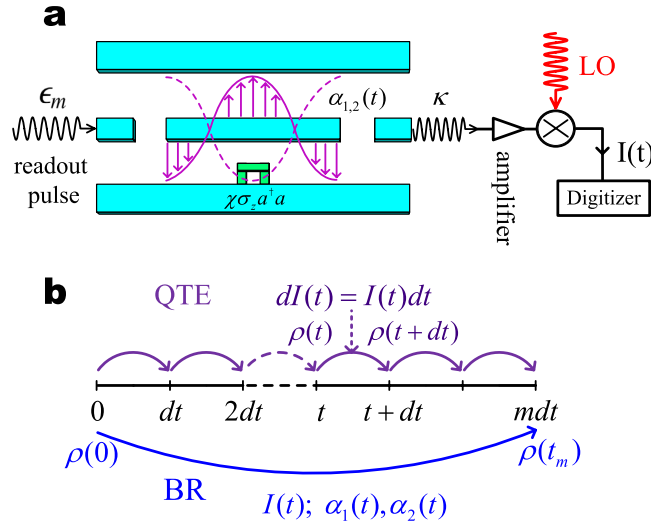 a
ϵ_m
α_{1,2}(t)
κ
LO
readout
pulse
χσ_z a^† a
amplifier
I(t)
Digitizer
b
QTE
dI(t) = I(t)dt
ρ(t)
ρ(t + dt)
0
dt
2dt
t
t + dt
mdt
ρ(0)
ρ(t_m)
BR
I(t); α_1(t), α_2(t)